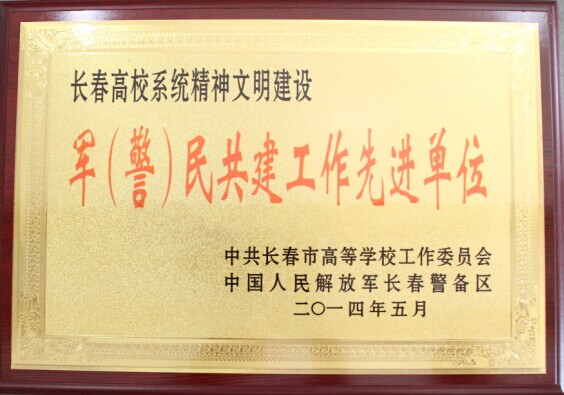 长春高校系统精神文明建设
军（警）民共建工作先进单位
中共长春市高等学校工作委员会
中国人民解放军长春警备区
二〇一四年五月